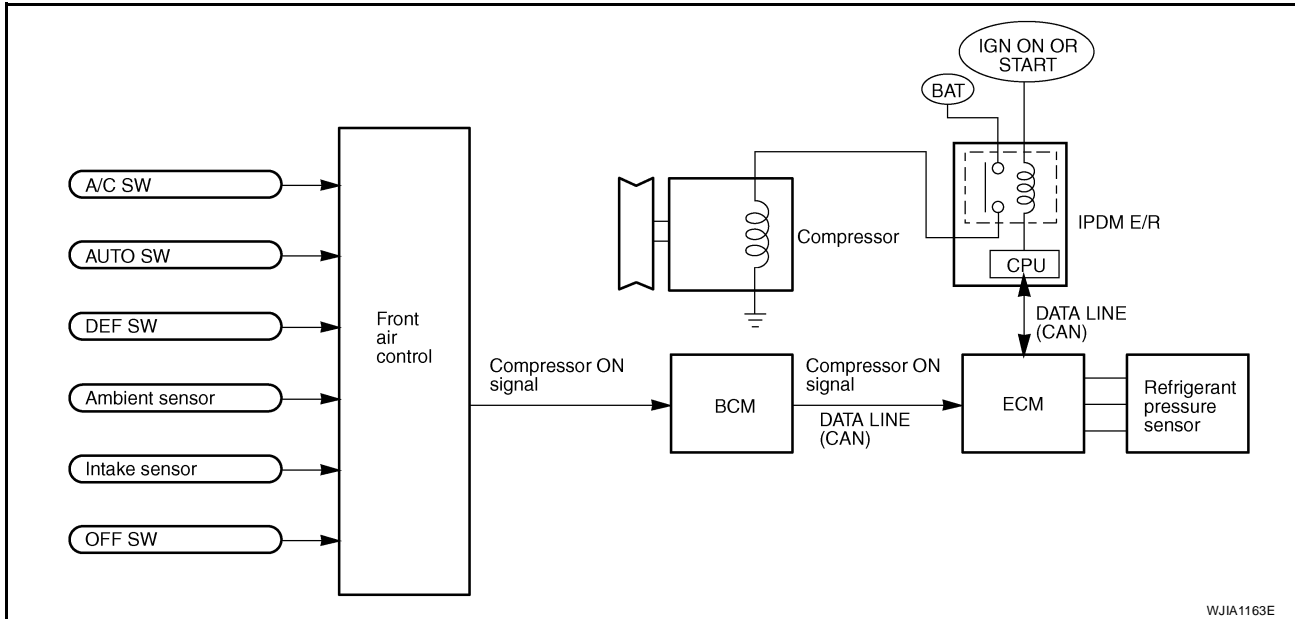 IGN ON OR
START
BAT
A/C SW
AUTO SW
DEF SW
Ambient sensor
Intake sensor
OFF SW
Front
air
control
Compressor ON
signal
BCM
Compressor ON
signal
DATA LINE
(CAN)
Compressor
IPDM E/R
CPU
DATA LINE
(CAN)
ECM
Refrigerant
pressure
sensor
WJIA1163E